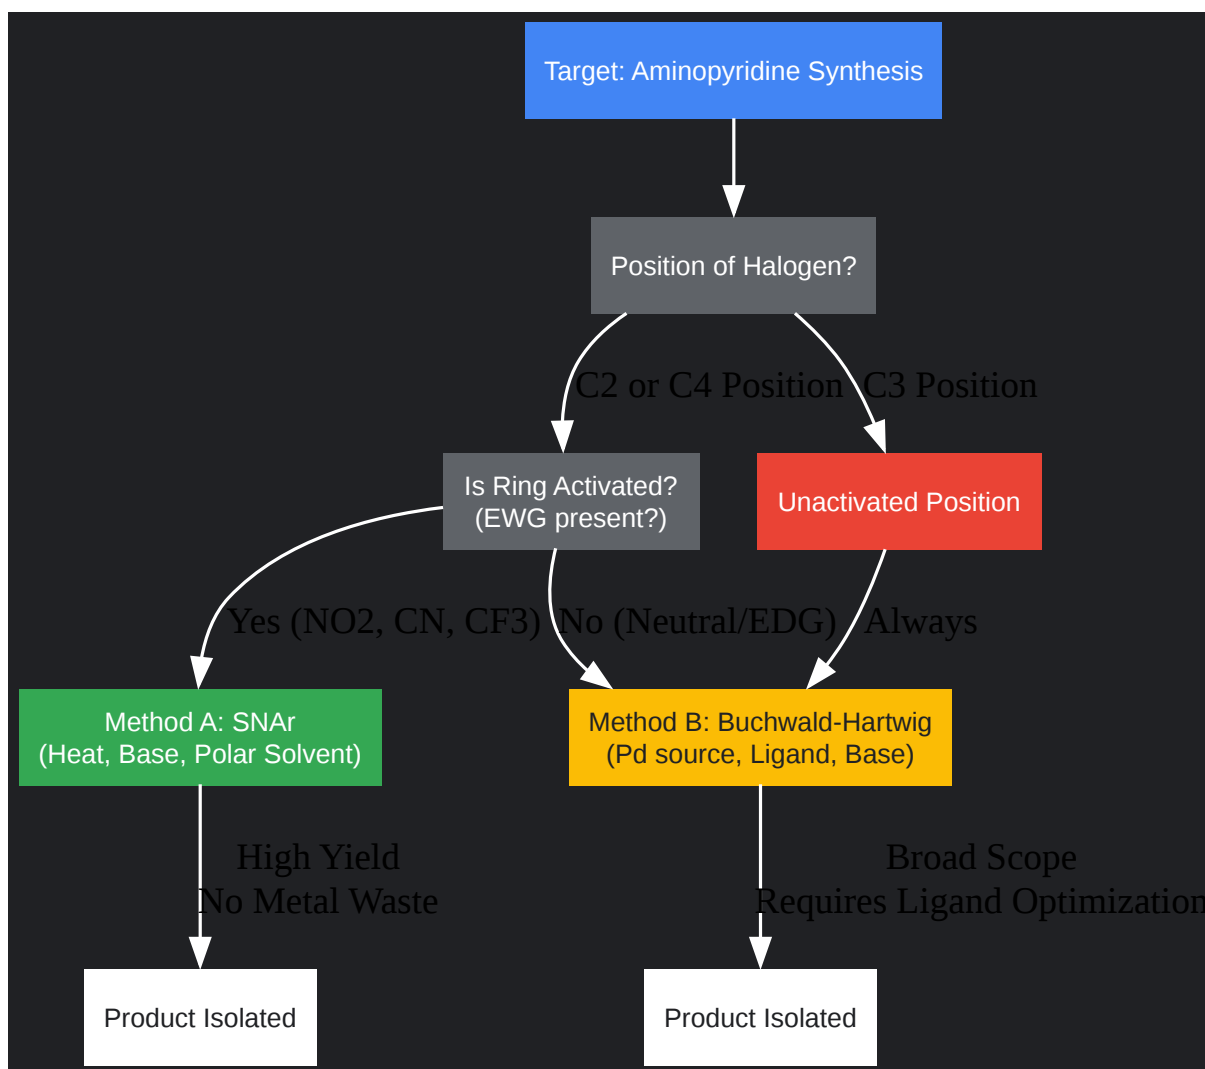 Target: Aminopyridine Synthesis
Position of Halogen?
C2 or C4 Position
C3 Position
Is Ring Activated?
(EWG present?)
Unactivated Position
Yes (NO2, CN, CF3)
No (Neutral/EDG)
Always
Method A: SNAr
(Heat, Base, Polar Solvent)
Method B: Buchwald-Hartwig
(Pd source, Ligand, Base)
High Yield
No Metal Waste
Broad Scope
Requires Ligand Optimization
Product Isolated
Product Isolated